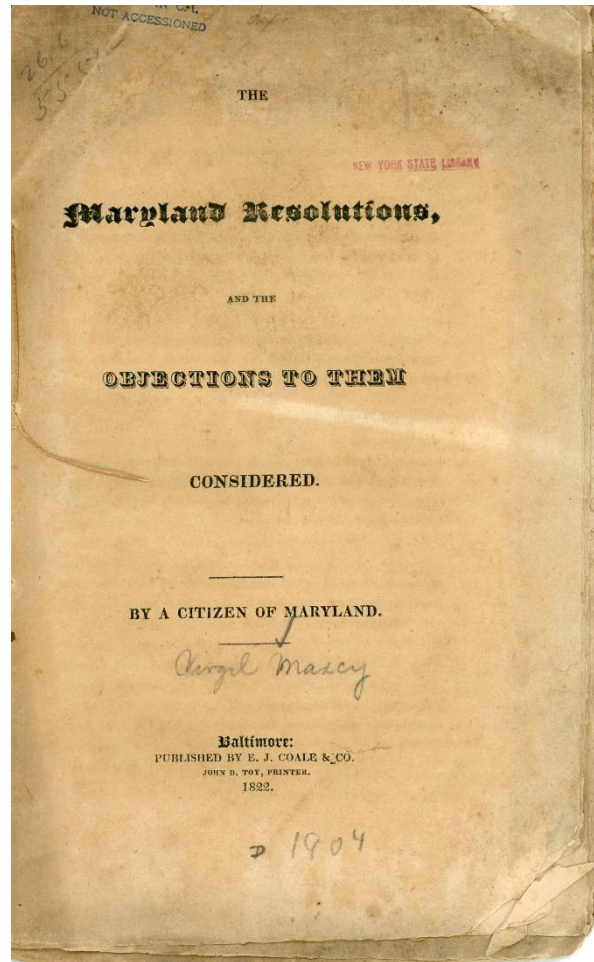 NOT ACCESSIONED
THE
NEW YORK STATE LIBRARY
Maryland Resolutions,
AND THE
OBJECTIONS TO THEM
CONSIDERED.
BY A CITIZEN OF MARYLAND.
Virgil Maxcy
Baltimore:
PUBLISHED BY E. J. COALE & CO.
JOHN D. TOY, PRINTER.
1822.
D 1904